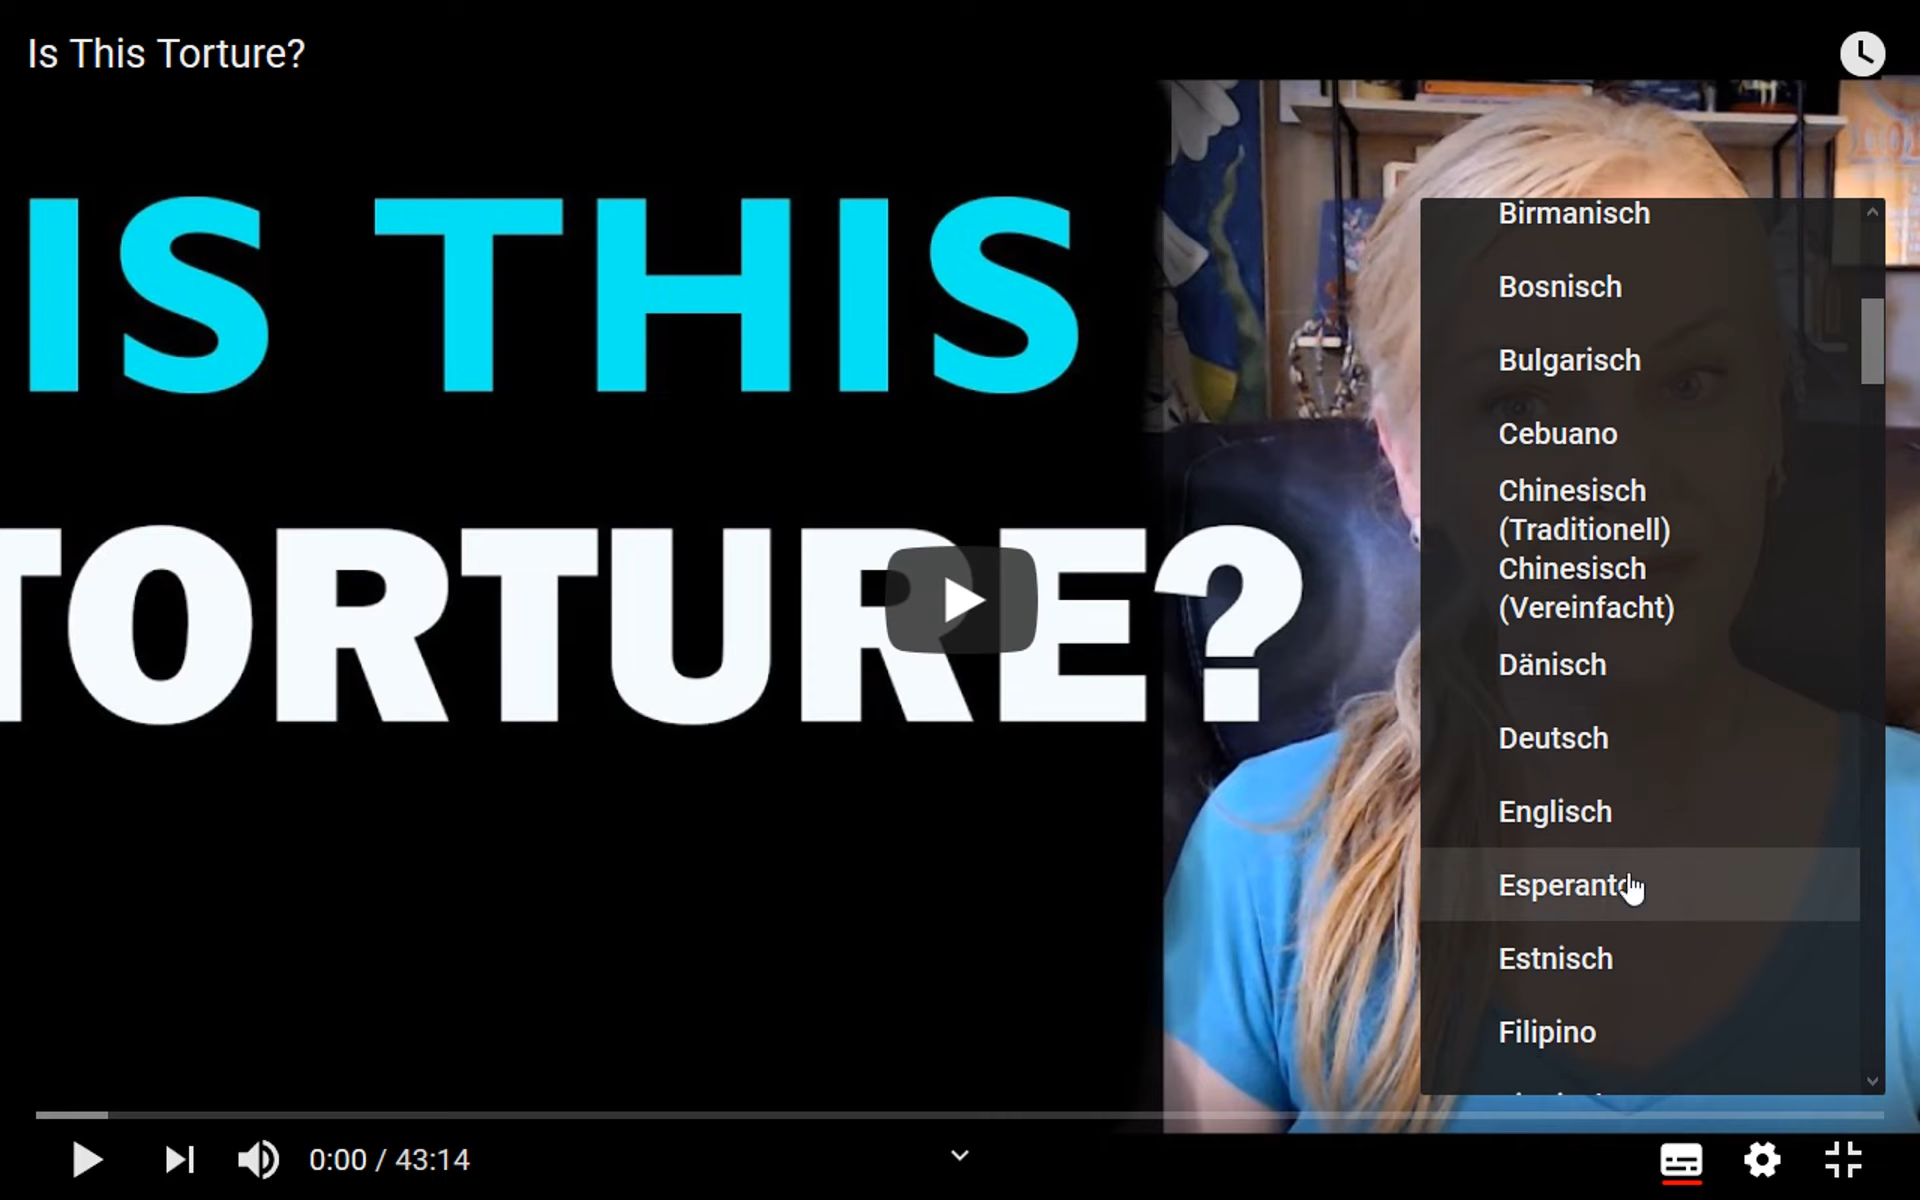 Is This Torture?
IS THIS
TORTURE?
Birmanisch
Bosnisch
Bulgarisch
Cebuano
Chinesisch
(Traditionell)
Chinesisch
(Vereinfacht)
Dänisch
Deutsch
Englisch
Esperanto
Estnisch
Filipino
0:00 / 43:14